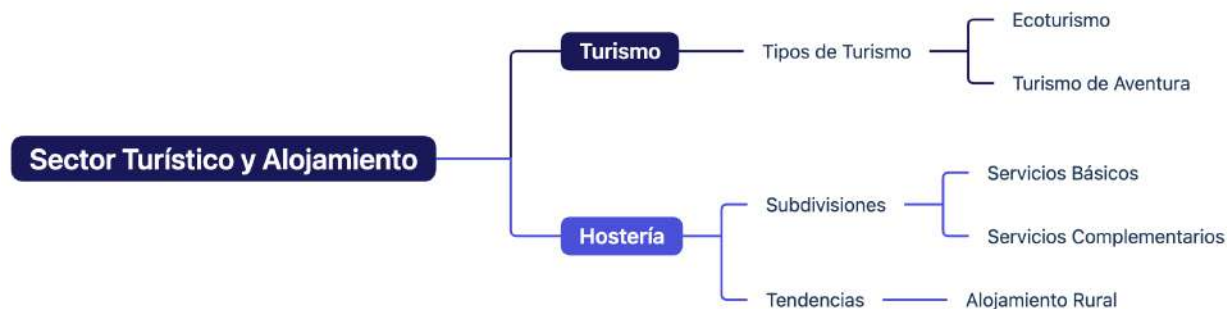 Sector Turístico y Alojamiento
Turismo
Tipos de Turismo
Ecoturismo
Turismo de Aventura
Hostería
Subdivisiones
Servicios Básicos
Servicios Complementarios
Tendencias
Alojamiento Rural